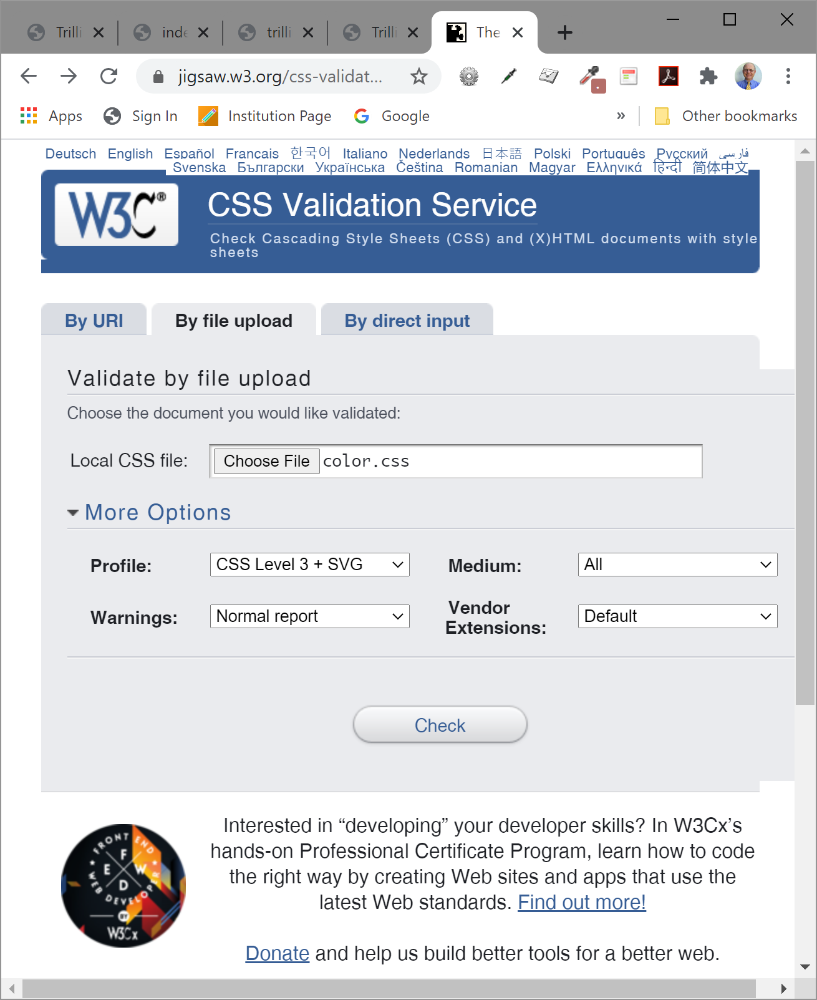 Trilli
inde
trilli
Trilli
The
jigsaw.w3.org/css-validat...
Apps Sign In Institution Page Google » Other bookmarks
Deutsch English Español Français 한국어 Italiano Nederlands 日本語 Polski Português Русский فارسی
Svenska Български Українська Čeština Romanian Magyar Ελληνικά हिन्दी 简体中文
W3C®
CSS Validation Service
Check Cascading Style Sheets (CSS) and (X)HTML documents with style
sheets
By URI By file upload By direct input
Validate by file upload
Choose the document you would like validated:
Local CSS file: Choose File color.css
More Options
Profile: CSS Level 3 + SVG Medium: All
Warnings: Normal report Vendor
Extensions: Default
Check
Interested in “developing” your developer skills? In W3Cx’s
hands-on Professional Certificate Program, learn how to code
the right way by creating Web sites and apps that use the
latest Web standards. Find out more!
FRONT END
F
E W
D
WEB DEVELOPER
BY
W3Cx
Donate and help us build better tools for a better web.